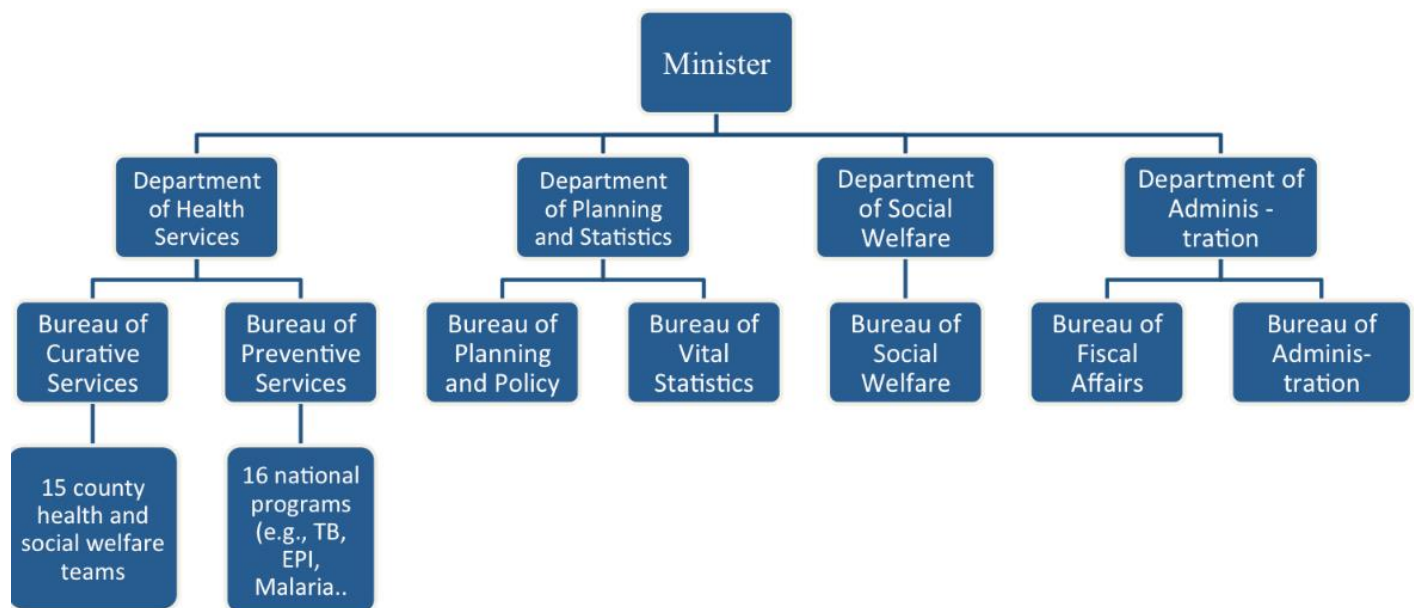 Minister
Department
of Health
Services
Department
of Planning
and Statistics
Department
of Social
Welfare
Department of
Adminis -
tration
Bureau of
Curative
Services
Bureau of
Preventive
Services
Bureau of
Planning
and Policy
Bureau of
Vital
Statistics
Bureau of
Social
Welfare
Bureau of
Fiscal
Affairs
Bureau of
Adminis-
tration
15 county
health and
social welfare
teams
16 national
programs
(e.g., TB,
EPI,
Malaria..